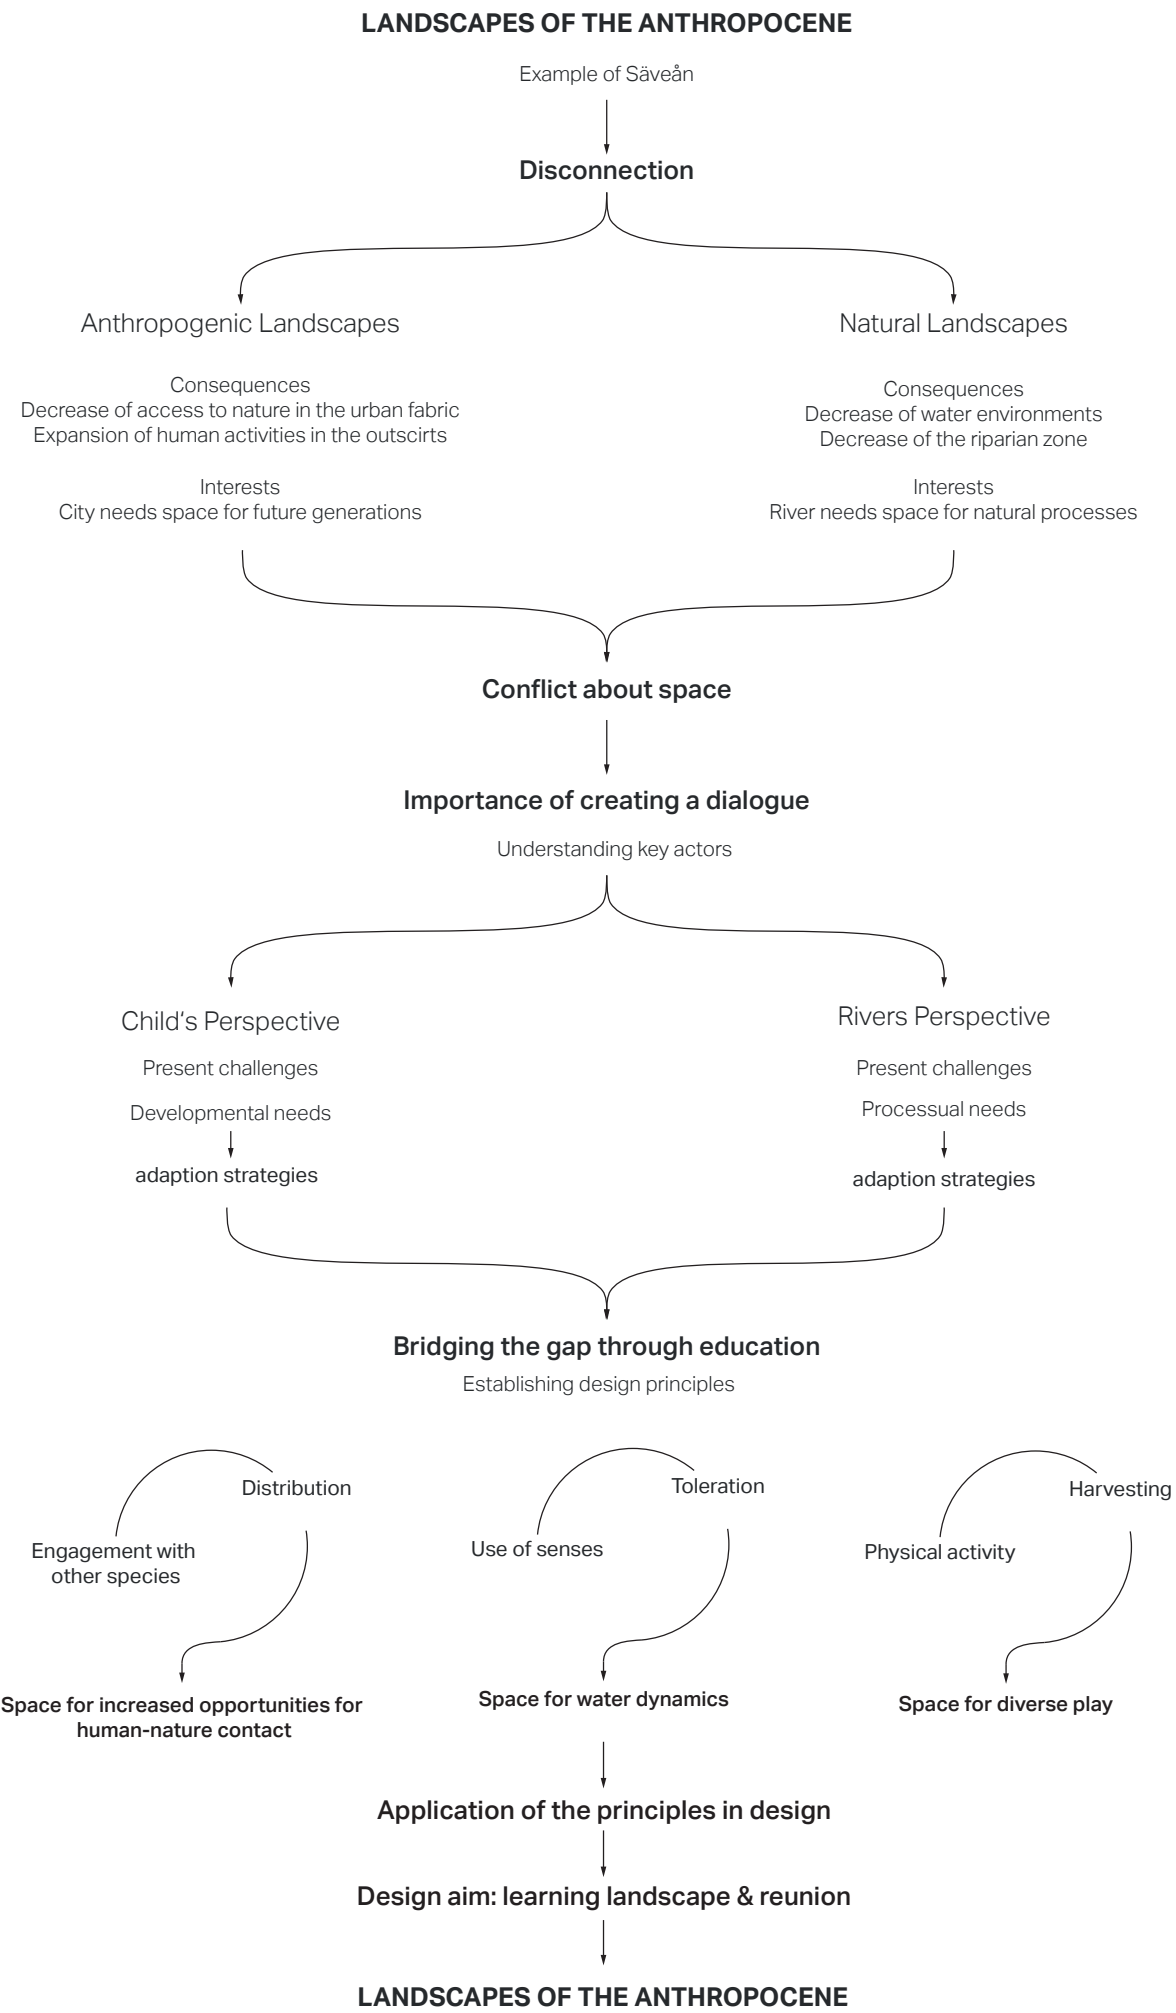 LANDSCAPES OF THE ANTHROPOCENE
Example of Säveån
Disconnection
Anthropogenic Landscapes
Consequences
Decrease of access to nature in the urban fabric
Expansion of human activities in the outscirts
Interests
City needs space for future generations
Natural Landscapes
Consequences
Decrease of water environments
Decrease of the riparian zone
Interests
River needs space for natural processes
Conflict about space
Importance of creating a dialogue
Understanding key actors
Child's Perspective
Present challenges
Developmental needs
adaption strategies
Rivers Perspective
Present challenges
Processual needs
adaption strategies
Bridging the gap through education
Establishing design principles
Distribution
Engagement with
other species
Space for increased opportunities for
human-nature contact
Toleration
Use of senses
Space for water dynamics
Harvesting
Physical activity
Space for diverse play
Application of the principles in design
Design aim: learning landscape & reunion
LANDSCAPES OF THE ANTHROPOCENE